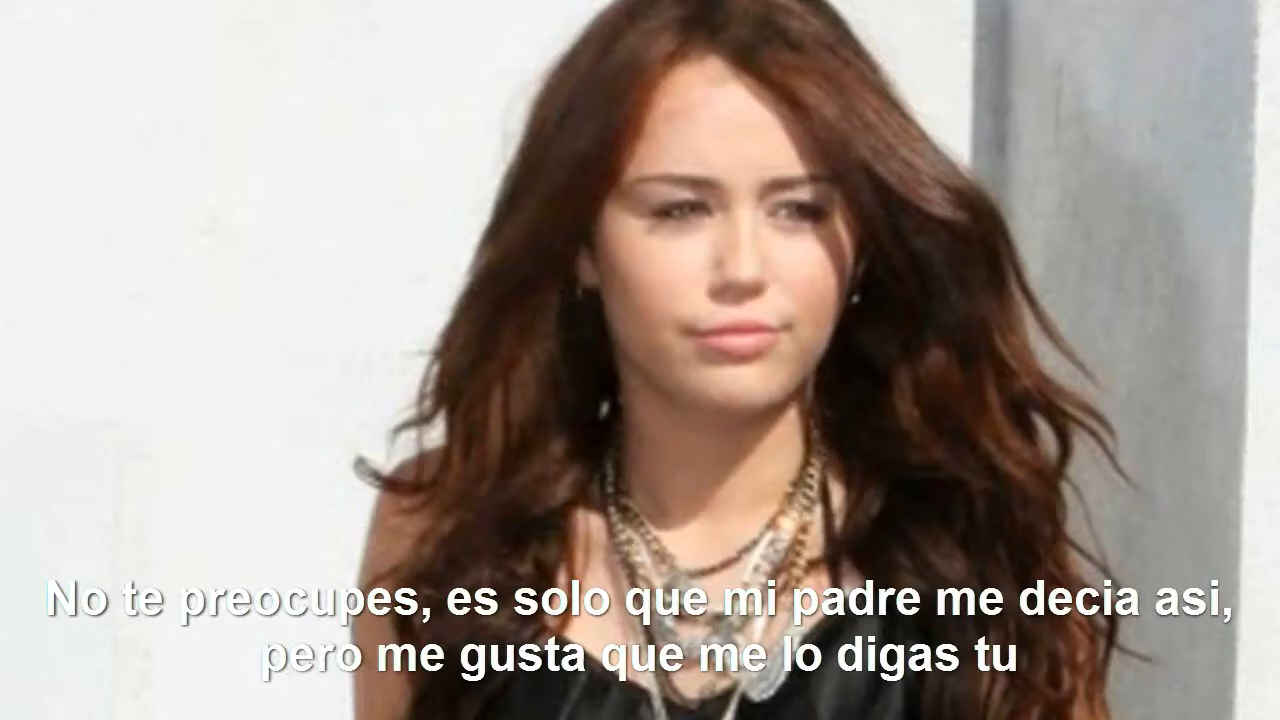 No te preocupes, es solo que mi padre me decia asi,
pero me gusta que me lo digas tu